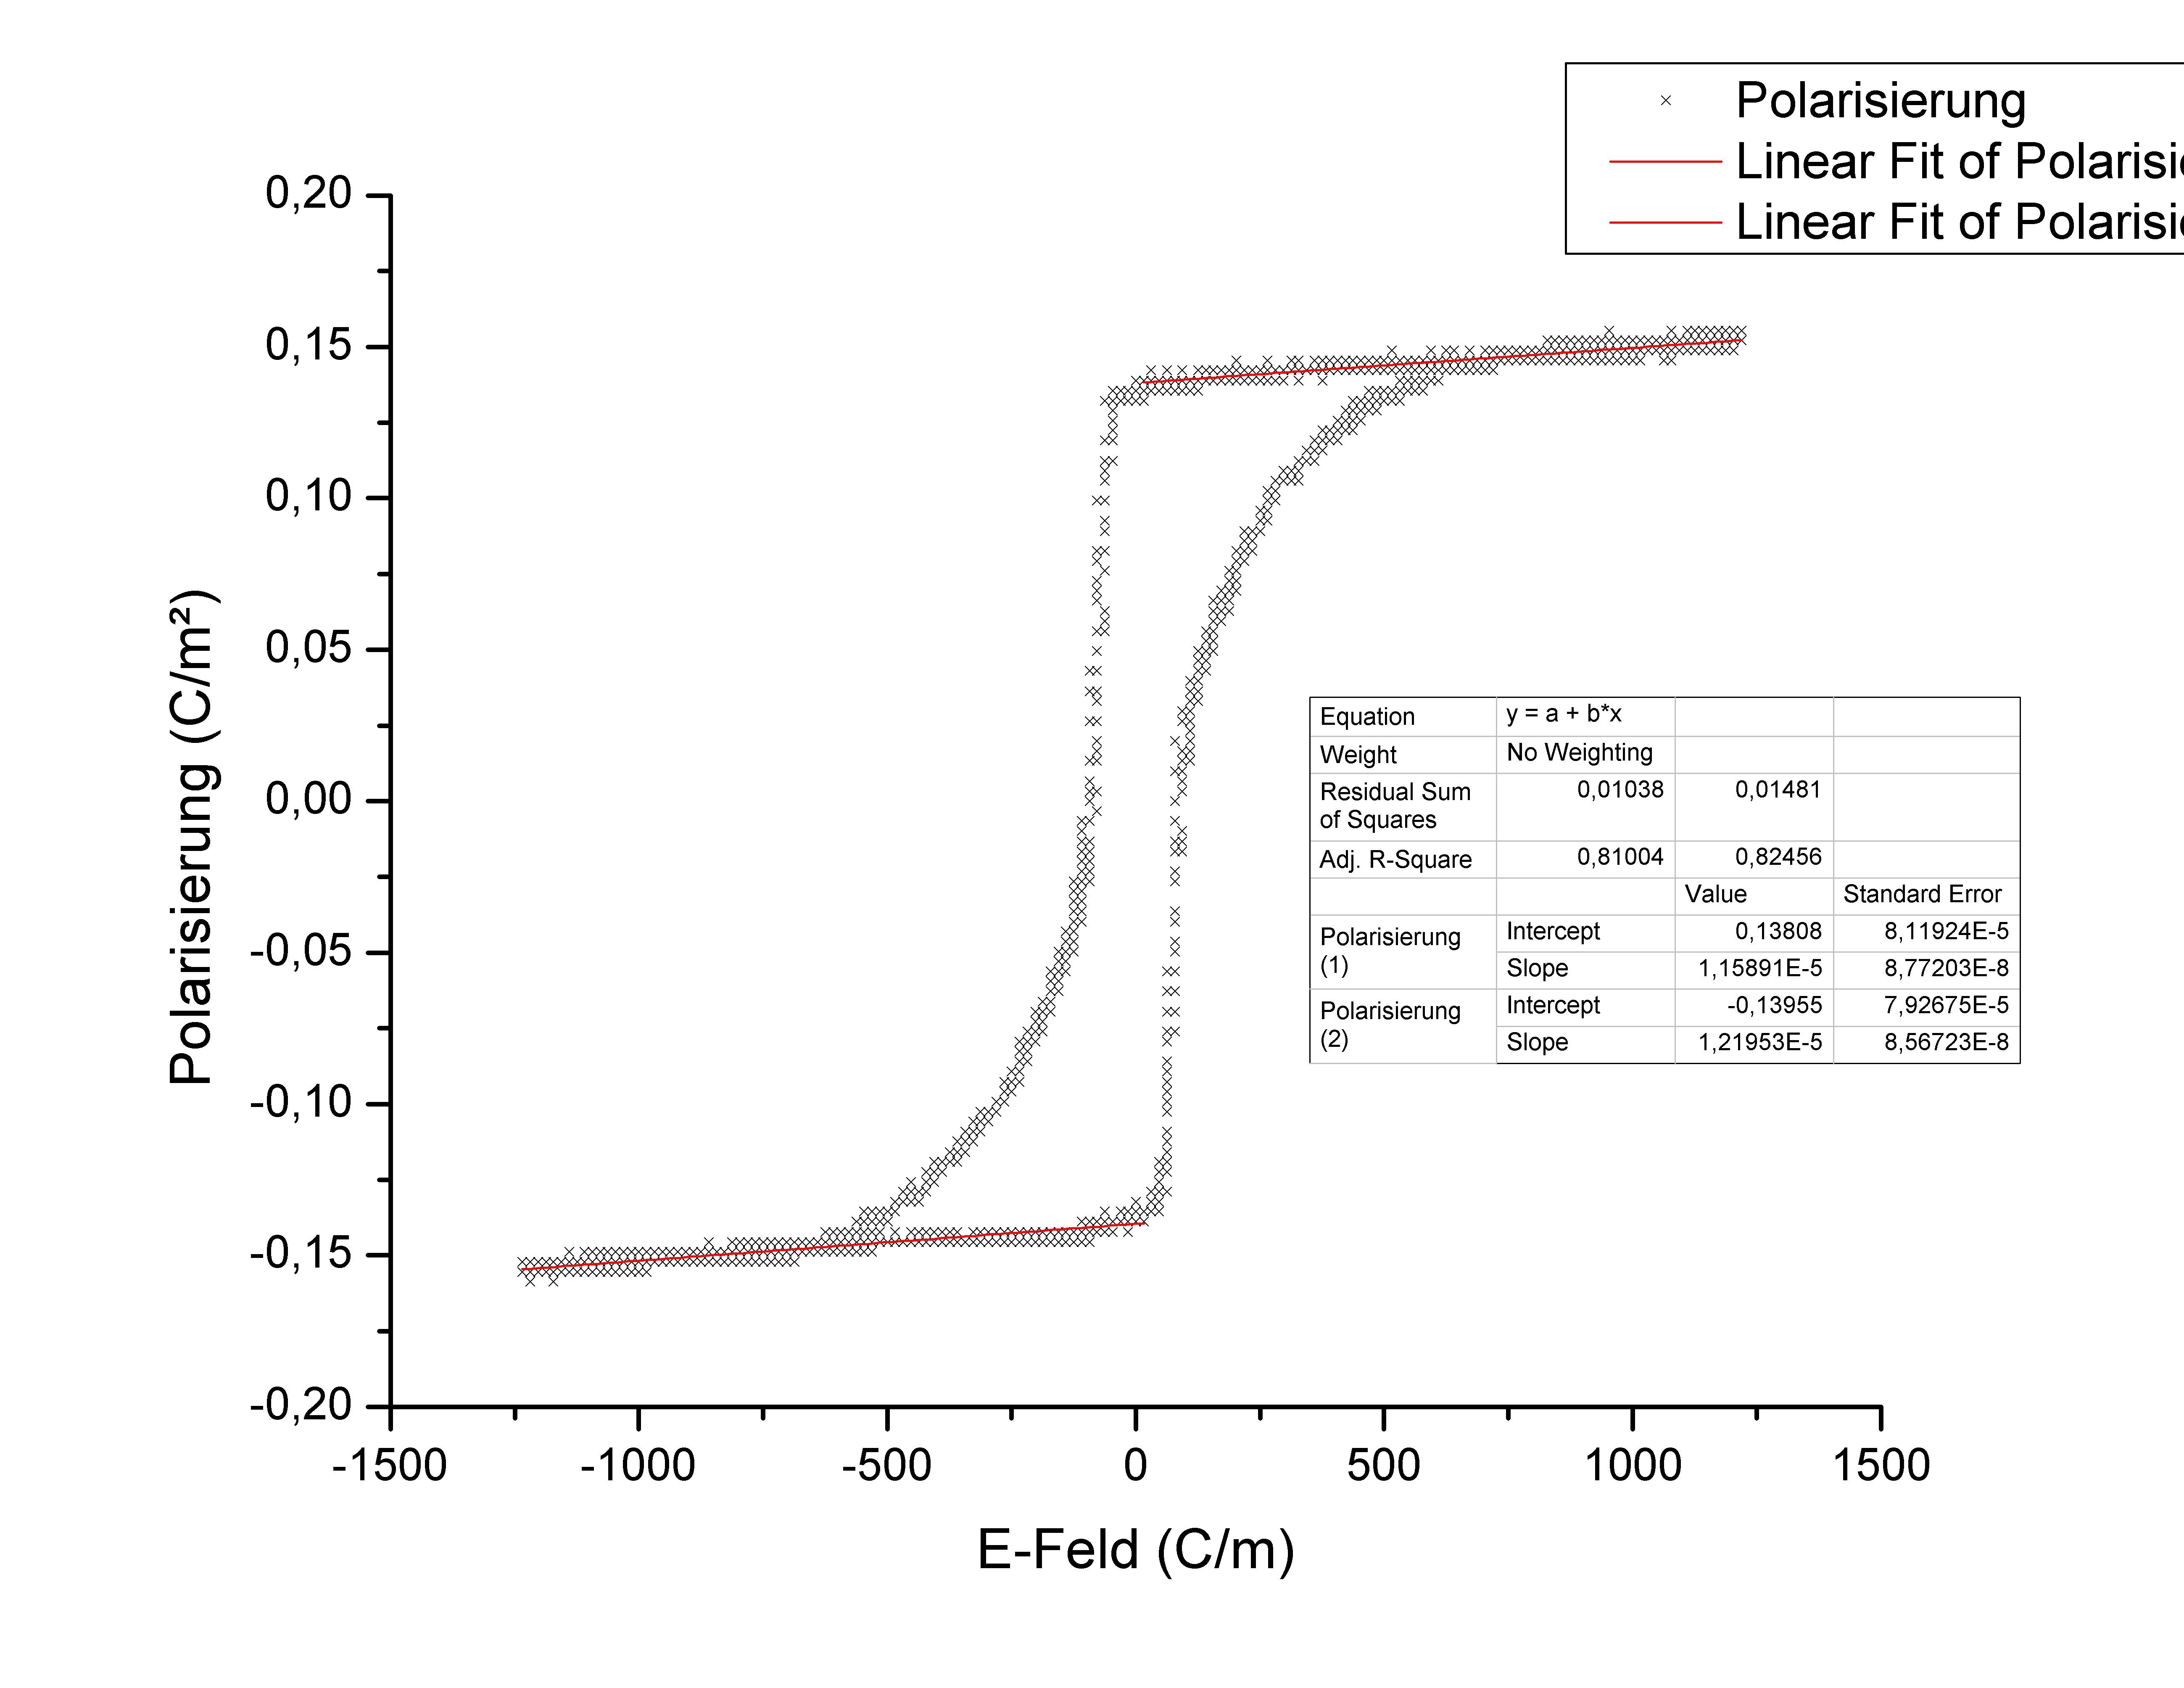 Polarisierung
Linear Fit of Polarisi
Linear Fit of Polarisi
0,20
0,15
0,10
0,05
0,00
-0,05
-0,10
-0,15
-0,20
Polarisierung (C/m²)
-1500 -1000 -500 0 500 1000 1500
E-Feld (C/m)
Equation y = a + b*x
Weight No Weighting
Residual Sum of Squares 0,01038 0,01481
Adj. R-Square 0,81004 0,82456
Value Standard Error
Polarisierung (1) Intercept 0,13808 8,11924E-5
Slope 1,15891E-5 8,77203E-8
Polarisierung (2) Intercept -0,13955 7,92675E-5
Slope 1,21953E-5 8,56723E-8